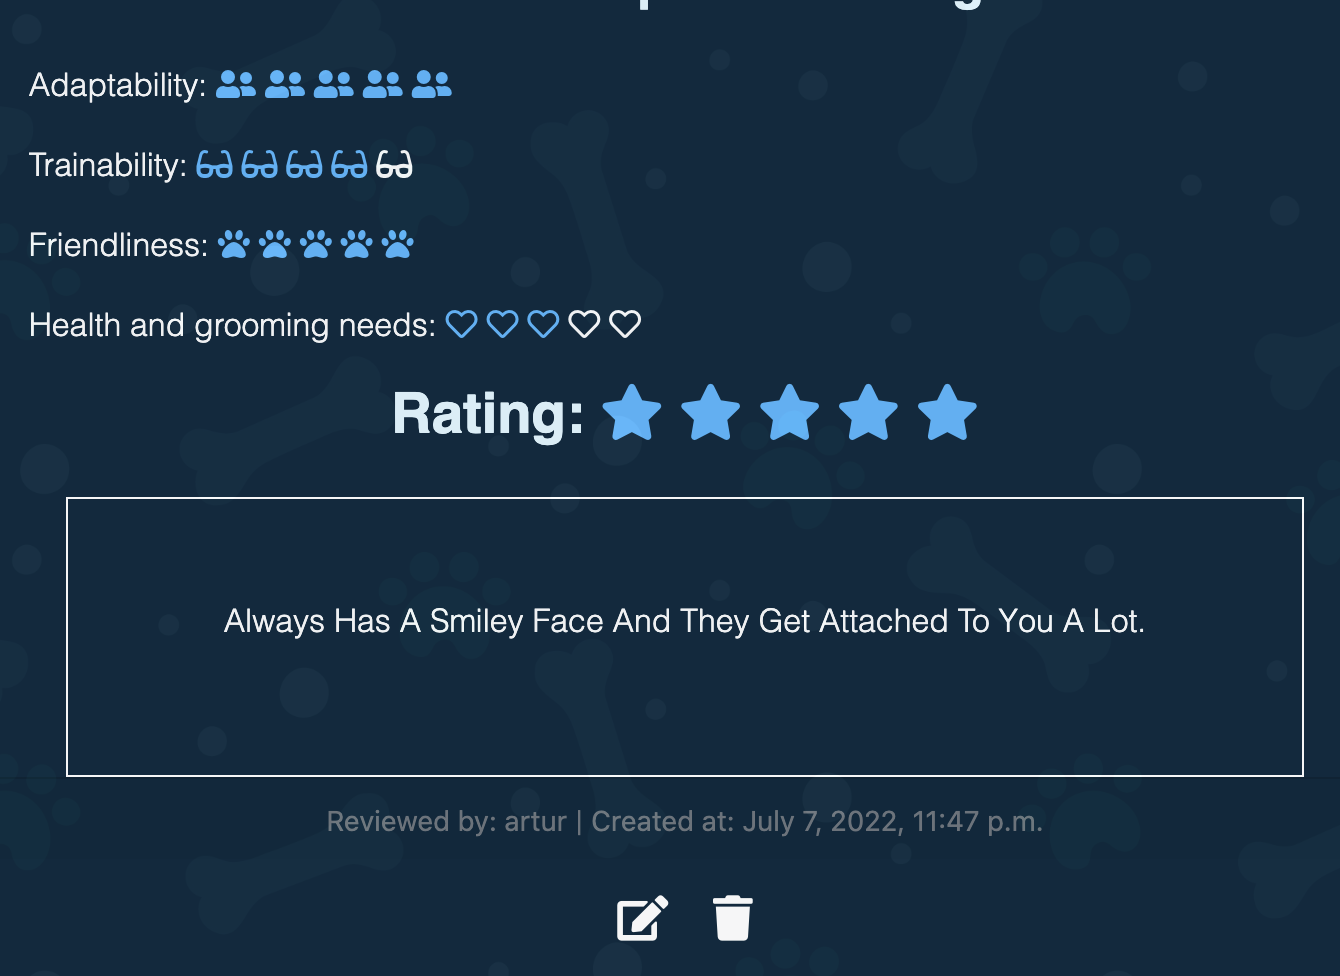 Adaptability:
Trainability:
Friendliness:
Health and grooming needs:
Rating:
Always Has A Smiley Face And They Get Attached To You A Lot.
Reviewed by: artur | Created at: July 7, 2022, 11:47 p.m.